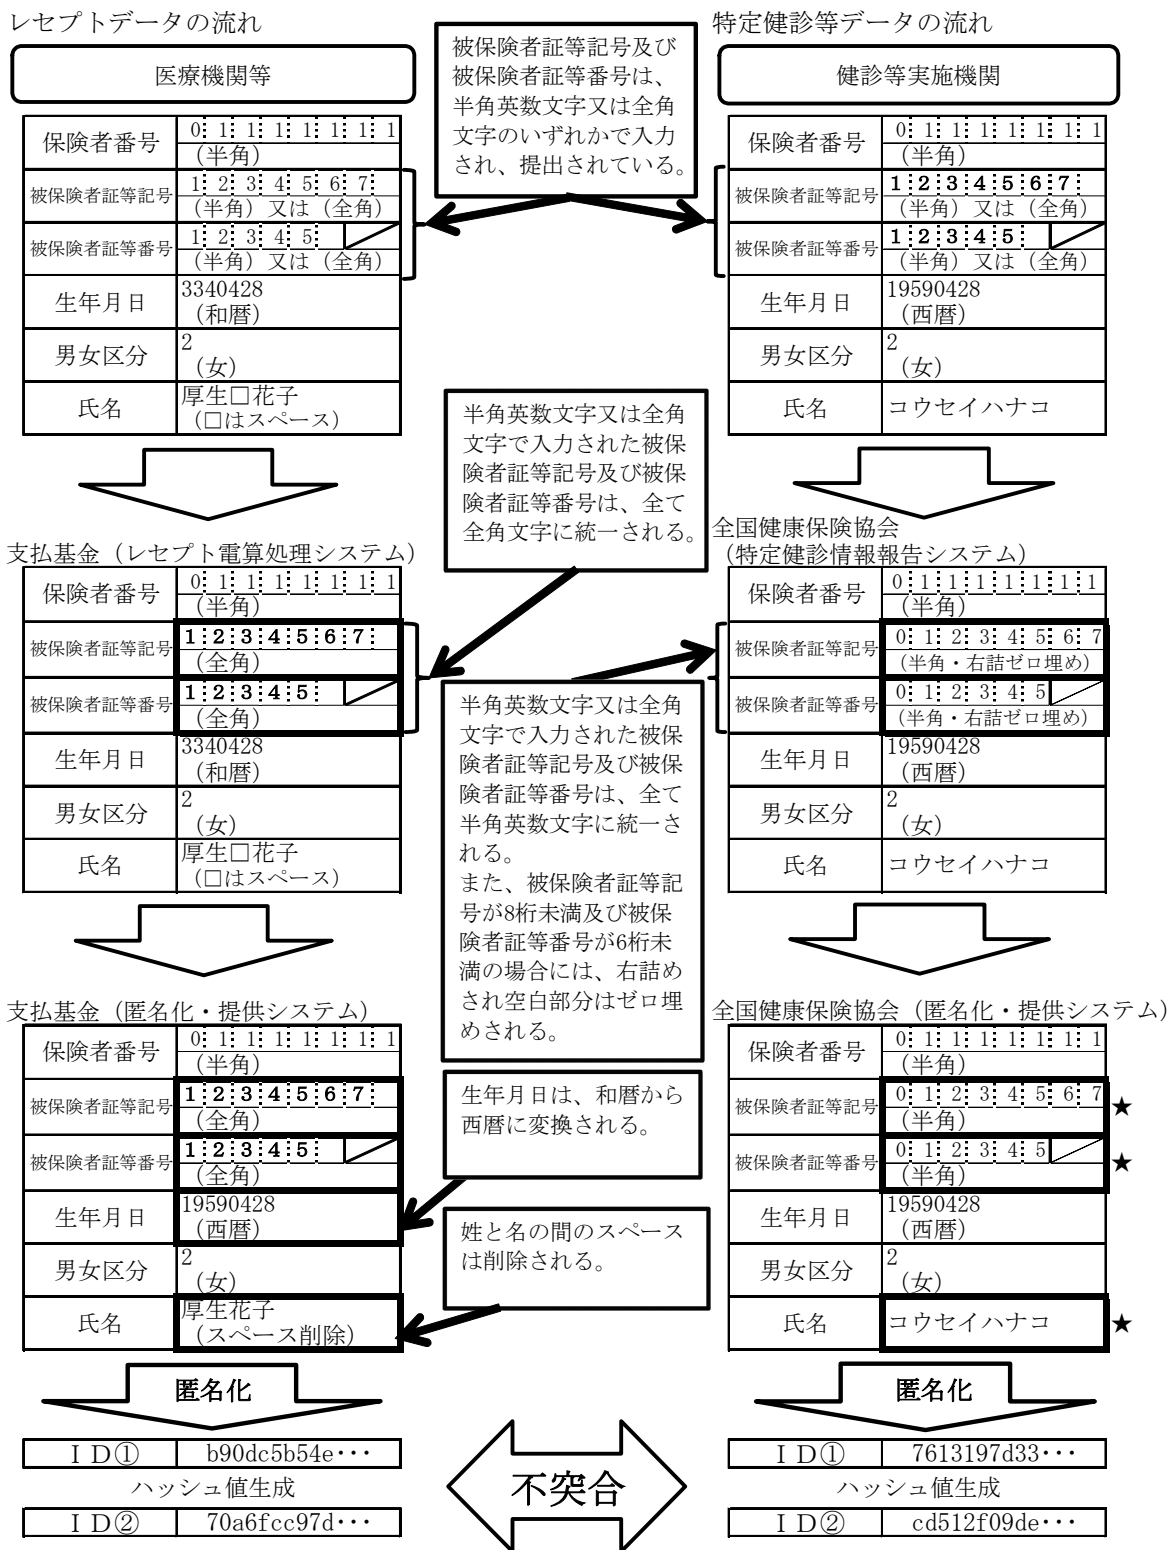 レセプトデータの流れ
医療機関等
保険者番号 0 1 1 1 1 1 1 1
（半角）
被保険者証等記号 1 2 3 4 5 6 7
（半角）又は（全角）
被保険者証等番号 1 2 3 4 5
（半角）又は（全角）
生年月日 3340428
（和暦）
男女区分 2
（女）
氏名 厚生□花子
（□はスペース）
被保険者証等記号及び
被保険者証等番号は、
半角英数文字又は全角
文字のいずれかで入力
され、提出されている。
特定健診等データの流れ
健診等実施機関
保険者番号 0 1 1 1 1 1 1 1
（半角）
被保険者証等記号 １２３４５６７
（半角）又は（全角）
被保険者証等番号 １２３４５
（半角）又は（全角）
生年月日 19590428
（西暦）
男女区分 2
（女）
氏名 コウセイハナコ
半角英数文字又は全角
文字で入力された被保
険者証等記号及び被保
険者証等番号は、全て
全角文字に統一される。
支払基金（レセプト電算処理システム）
保険者番号 0 1 1 1 1 1 1 1
（半角）
被保険者証等記号 １２３４５６７
（全角）
被保険者証等番号 １２３４５
（全角）
生年月日 3340428
（和暦）
男女区分 2
（女）
氏名 厚生□花子
（□はスペース）
全国健康保険協会
（特定健診情報報告システム）
保険者番号 0 1 1 1 1 1 1 1
（半角）
被保険者証等記号 0 1 2 3 4 5 6 7
（半角・右詰ゼロ埋め）
被保険者証等番号 0 1 2 3 4 5
（半角・右詰ゼロ埋め）
生年月日 19590428
（西暦）
男女区分 2
（女）
氏名 コウセイハナコ
半角英数文字又は全角
文字で入力された被保
険者証等記号及び被保
険者証等番号は、全て
半角英数文字に統一さ
れる。
また、被保険者証等記
号が8桁未満及び被保
険者証等番号が6桁未
満の場合には、右詰め
され空白部分はゼロ埋
めされる。
支払基金（匿名化・提供システム）
保険者番号 0 1 1 1 1 1 1 1
（半角）
被保険者証等記号 １２３４５６７
（全角）
被保険者証等番号 １２３４５
（全角）
生年月日 19590428
（西暦）
男女区分 2
（女）
氏名 厚生花子
（スペース削除）
生年月日は、和暦から
西暦に変換される。
姓と名の間のスペース
は削除される。
全国健康保険協会（匿名化・提供システム）
保険者番号 0 1 1 1 1 1 1 1
（半角）
被保険者証等記号 0 1 2 3 4 5 6 7 ★
（半角）
被保険者証等番号 0 1 2 3 4 5 ★
（半角）
生年月日 19590428
（西暦）
男女区分 2
（女）
氏名 コウセイハナコ ★
匿名化
ＩＤ① b90dc5b54e･･･
ハッシュ値生成
ＩＤ② 70a6fcc97d･･･
不突合
匿名化
ＩＤ① 7613197d33･･･
ハッシュ値生成
ＩＤ② cd512f09de･･･